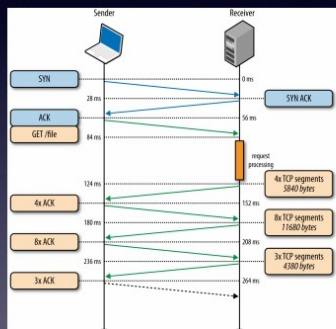 Sender Receiver
SYN
0 ms
28 ms
SYN ACK
ACK
56 ms
GET /file
84 ms
request
processing
124 ms
4x TCP segments
5840 bytes
4x ACK
152 ms
180 ms
8x TCP segments
11680 bytes
8x ACK
208 ms
236 ms
3x TCP segments
4380 bytes
3x ACK
264 ms